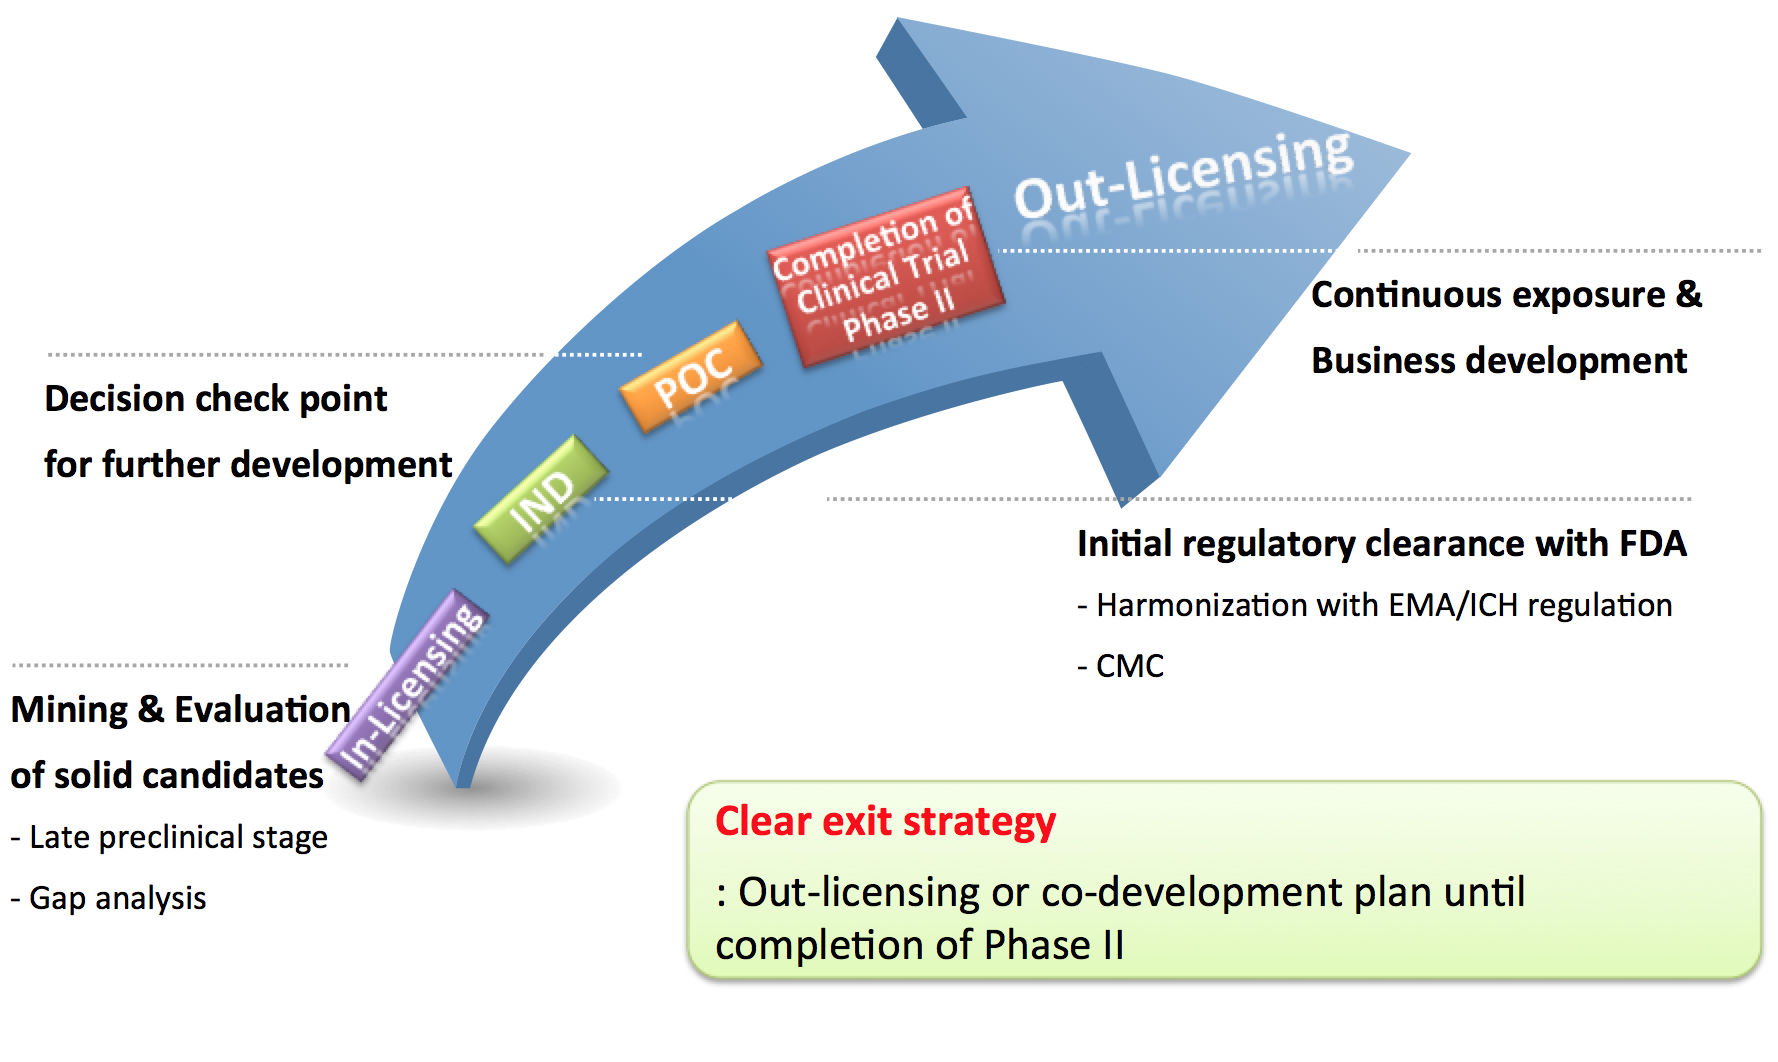 Out-Licensing
Completion of
Clinical Trial
Phase II
POC
IND
In-Licensing
Continuous exposure &
Business development
Decision check point
for further development
Initial regulatory clearance with FDA
- Harmonization with EMA/ICH regulation
- CMC
Mining & Evaluation
of solid candidates
- Late preclinical stage
- Gap analysis
Clear exit strategy
: Out-licensing or co-development plan until
completion of Phase II